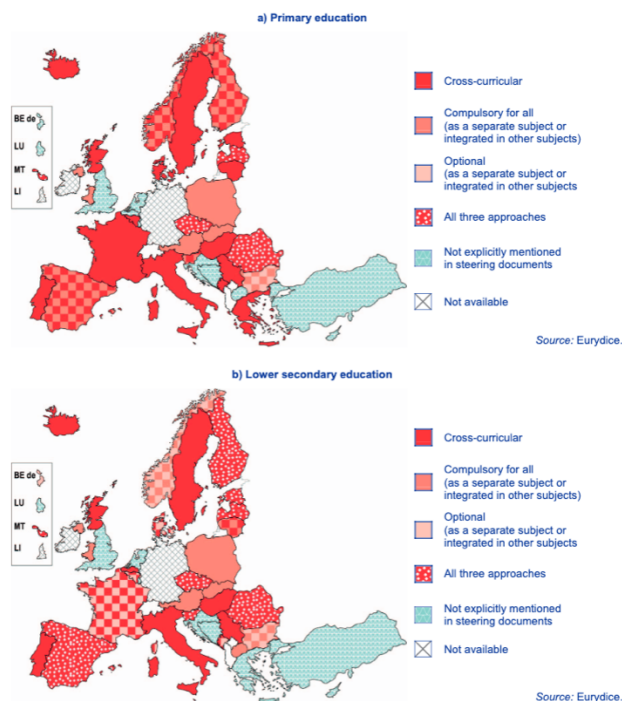 a) Primary education
BE de
LU
MT
LI
Cross-curricular
Compulsory for all
(as a separate subject or
integrated in other subjects)
Optional
(as a separate subject or
integrated in other subjects
All three approaches
Not explicitly mentioned
in steering documents
Not available
Source: Eurydice.
b) Lower secondary education
BE de
LU
MT
LI
Cross-curricular
Compulsory for all
(as a separate subject or
integrated in other subjects)
Optional
(as a separate subject or
integrated in other subjects
All three approaches
Not explicitly mentioned
in steering documents
Not available
Source: Eurydice.